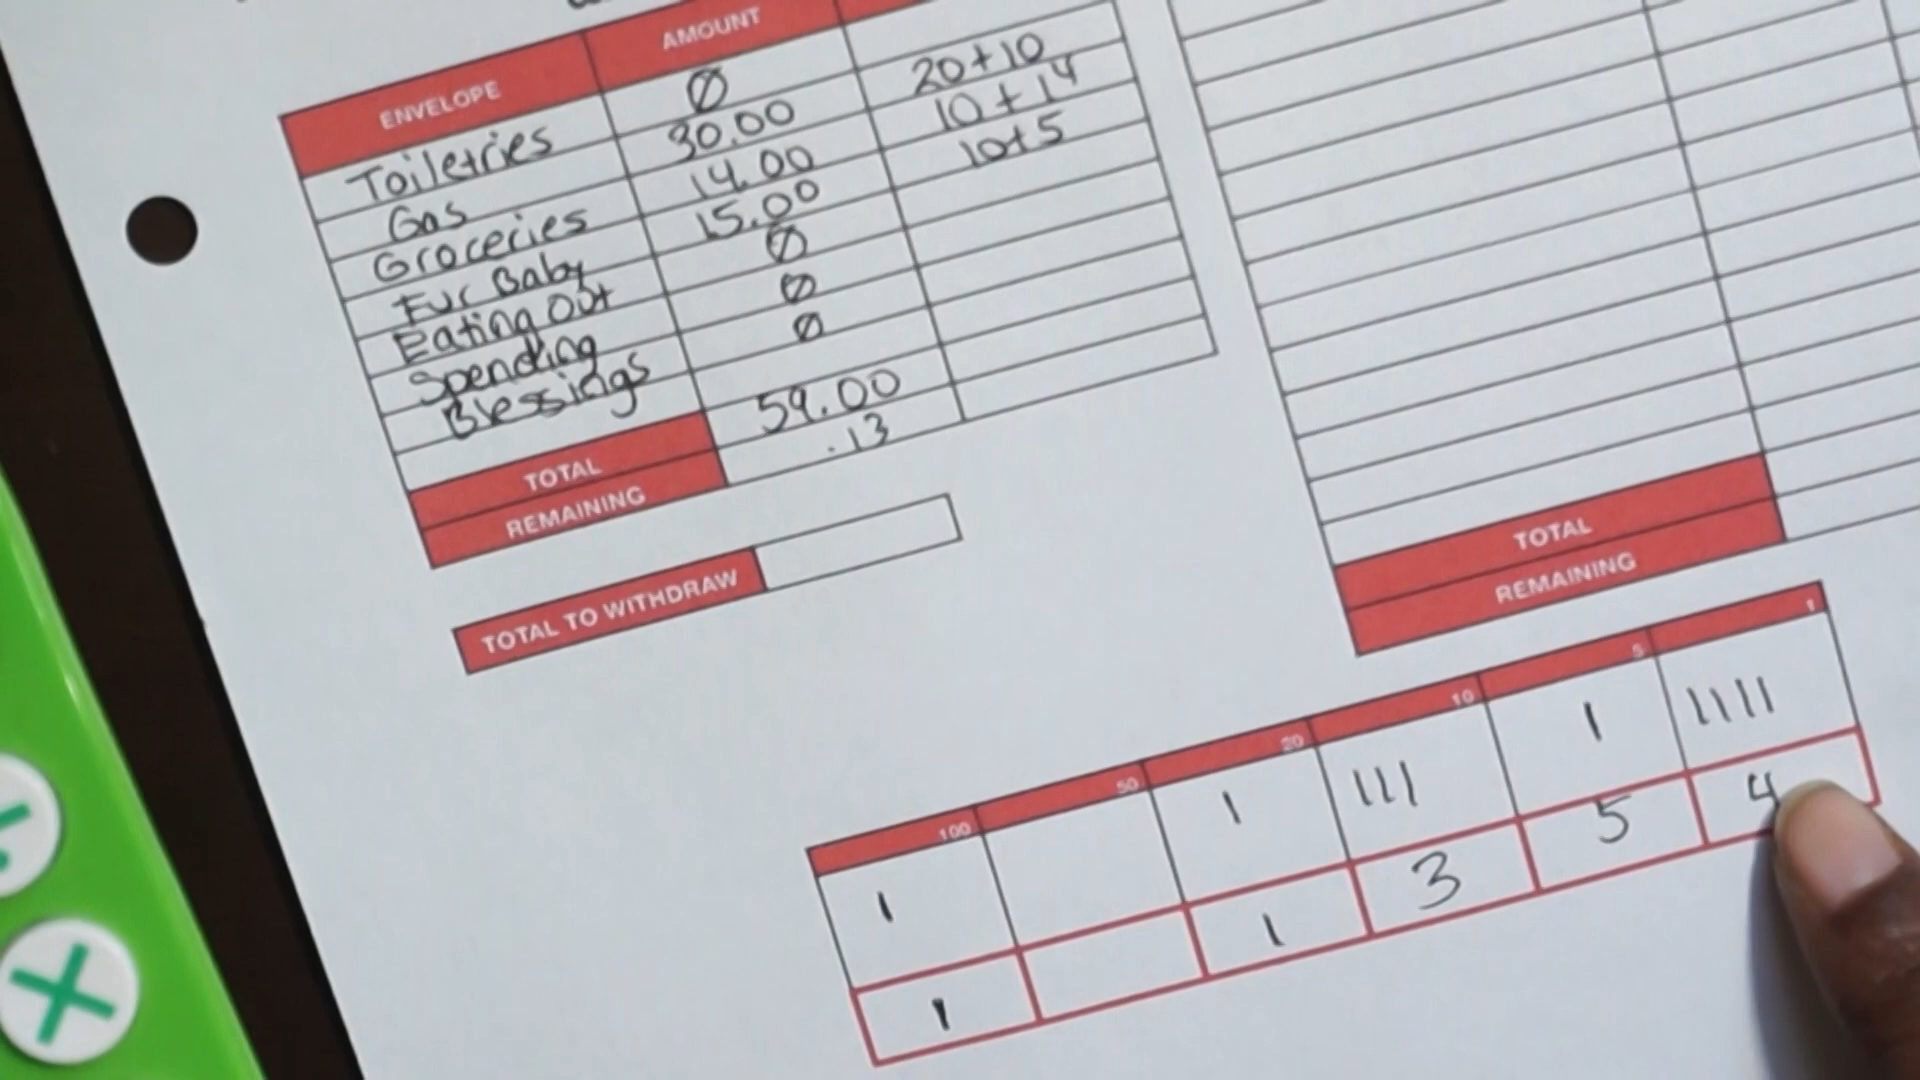 ENVELOPE AMOUNT
Toiletries Ø
Gas 30.00 20+10
Groceries 14.00 10+14
Fur Baby 15.00 10+5
Eating Out Ø
Spending Ø
Blessings Ø
TOTAL 59.00
REMAINING .13
TOTAL TO WITHDRAW
TOTAL
REMAINING
100 50 20 10 5 1
1 1 III 1 IIII
1 1 3 5 4